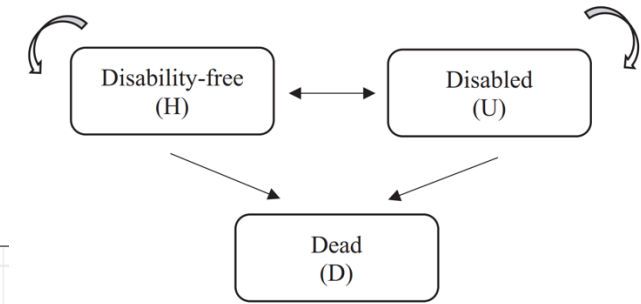 Disability-free
(H)
Disabled
(U)
Dead
(D)